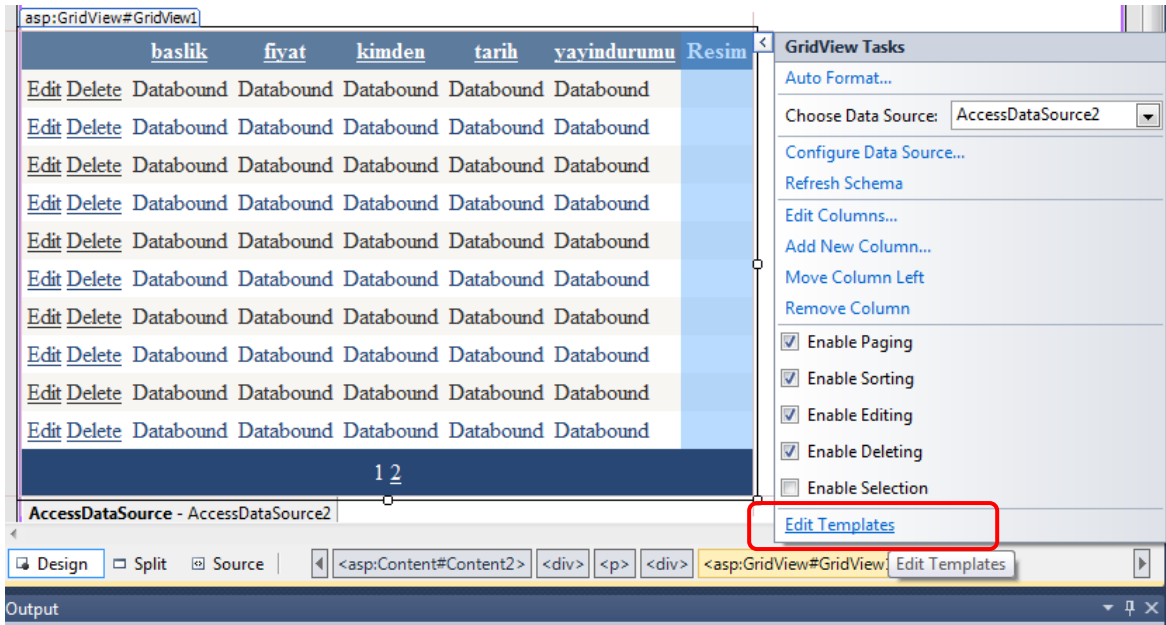 asp:GridView#GridView1
baslik fiyat kimden tarih yayindurumu Resim
Edit Delete Databound Databound Databound Databound Databound
Edit Delete Databound Databound Databound Databound Databound
Edit Delete Databound Databound Databound Databound Databound
Edit Delete Databound Databound Databound Databound Databound
Edit Delete Databound Databound Databound Databound Databound
Edit Delete Databound Databound Databound Databound Databound
Edit Delete Databound Databound Databound Databound Databound
Edit Delete Databound Databound Databound Databound Databound
Edit Delete Databound Databound Databound Databound Databound
Edit Delete Databound Databound Databound Databound Databound
1 2
AccessDataSource - AccessDataSource2
GridView Tasks
Auto Format...
Choose Data Source: AccessDataSource2
Configure Data Source...
Refresh Schema
Edit Columns...
Add New Column...
Move Column Left
Remove Column
Enable Paging
Enable Sorting
Enable Editing
Enable Deleting
Enable Selection
Edit Templates
Design Split Source <asp:Content#Content2> <div> <p> <div> <asp:GridView#GridView1 Edit Templates
Output